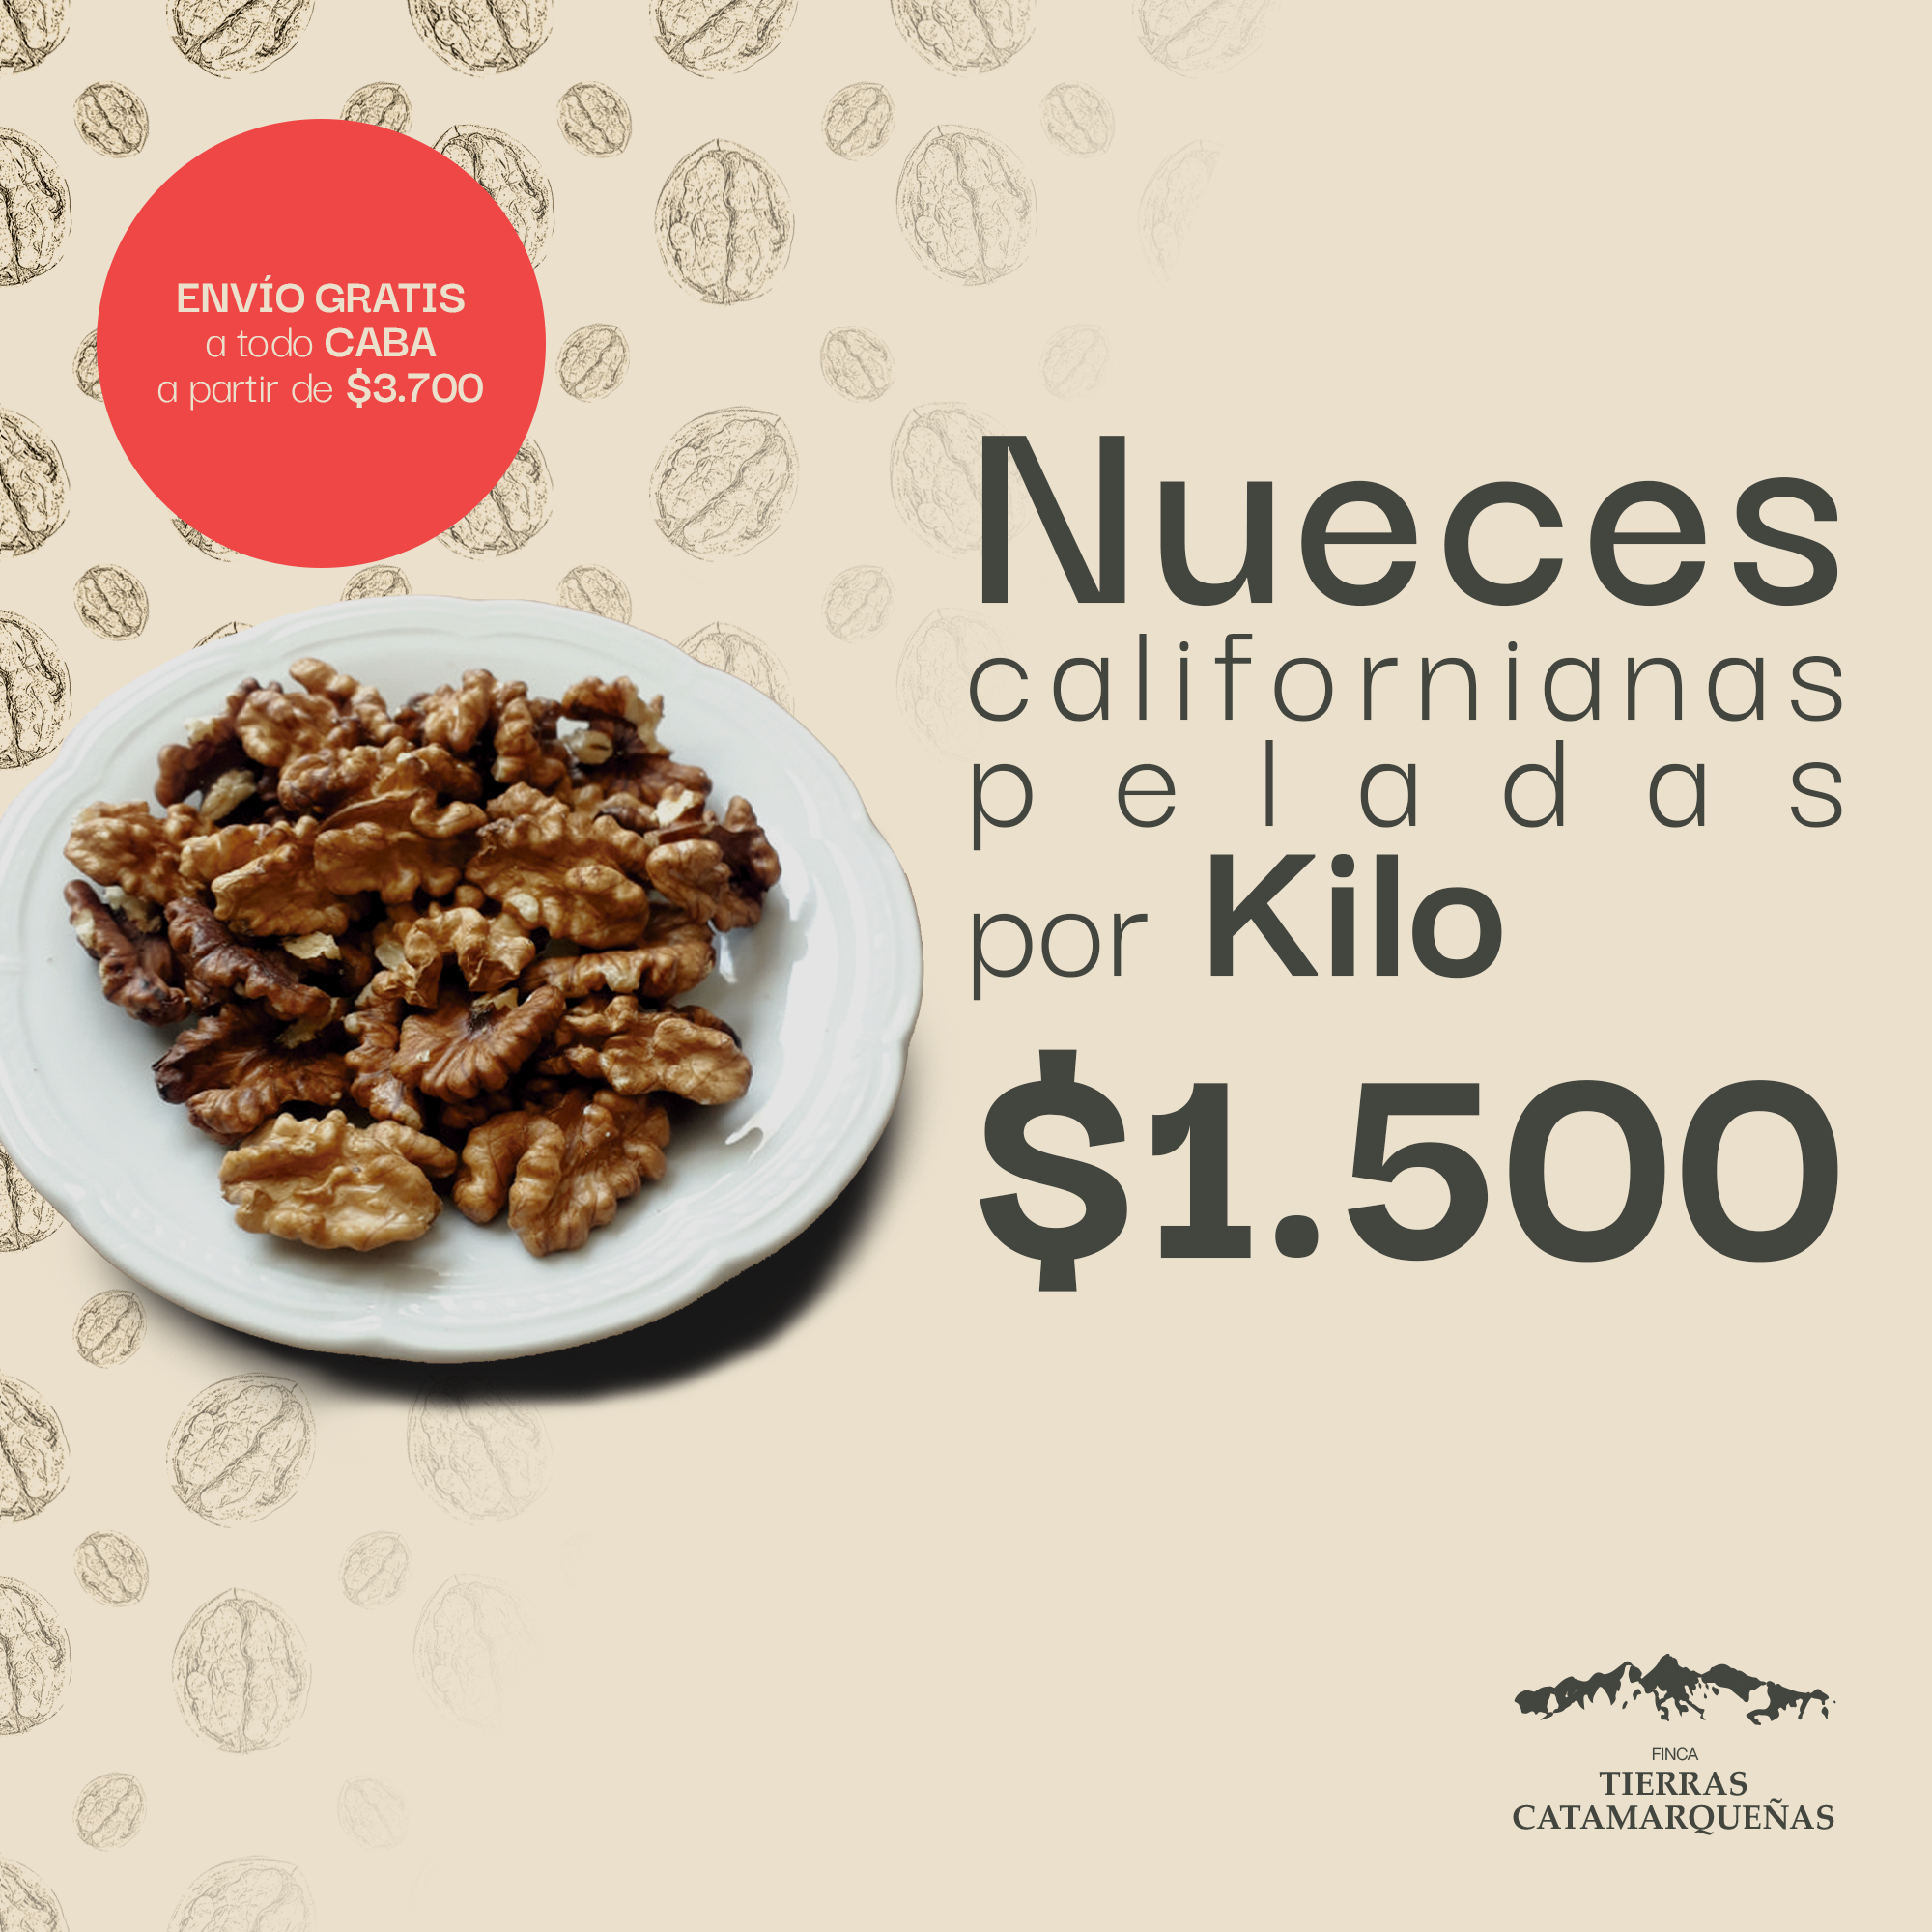 ENVÍO GRATIS
a todo CABA
a partir de $3.700
Nueces
californianas
peladas
por Kilo
$1.500
FINCA
TIERRAS
CATAMARQUEÑAS